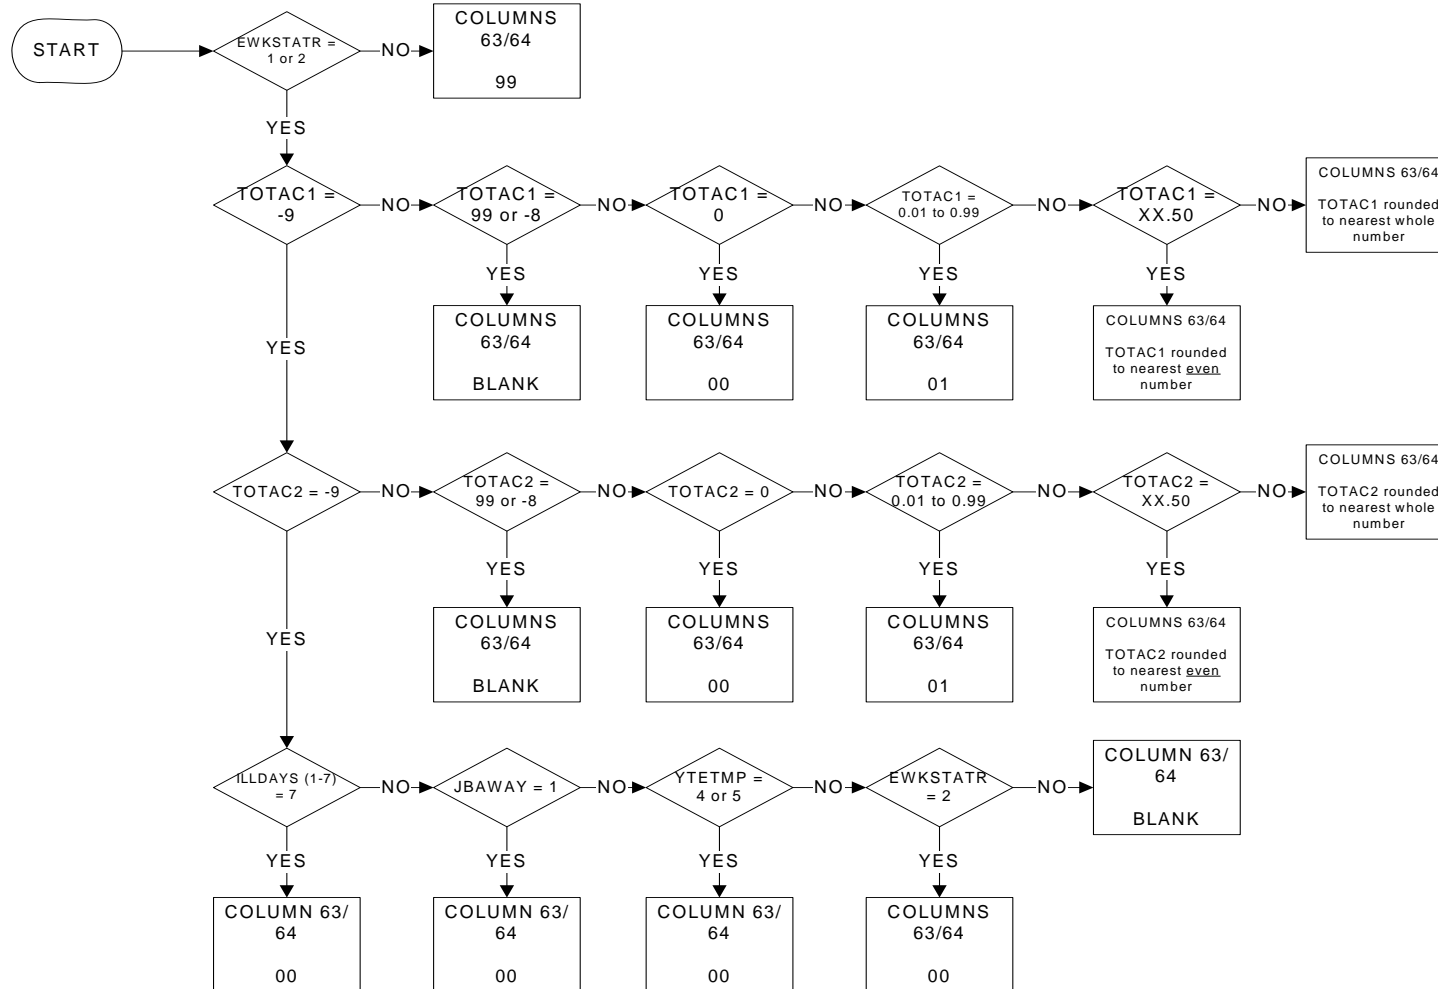 START
EWKSTATR =
1 or 2
NO
COLUMNS
63/64
99
YES
TOTAC1 =
-9
NO
TOTAC1 =
99 or -8
NO
TOTAC1 =
0
NO
TOTAC1 =
0.01 to 0.99
NO
TOTAC1 =
XX.50
NO
COLUMNS 63/64
TOTAC1 rounded
to nearest whole
number
YES
YES
YES
YES
YES
COLUMNS
63/64
BLANK
COLUMNS
63/64
00
COLUMNS
63/64
01
COLUMNS 63/64
TOTAC1 rounded
to nearest even
number
TOTAC2 = -9
NO
TOTAC2 =
99 or -8
NO
TOTAC2 = 0
NO
TOTAC2 =
0.01 to 0.99
NO
TOTAC2 =
XX.50
NO
COLUMNS 63/64
TOTAC2 rounded
to nearest whole
number
YES
YES
YES
YES
YES
COLUMNS
63/64
BLANK
COLUMNS
63/64
00
COLUMNS
63/64
01
COLUMNS 63/64
TOTAC2 rounded
to nearest even
number
ILLDAYS (1-7)
= 7
NO
JBAWAY = 1
NO
YTETMP =
4 or 5
NO
EWKSTATR
= 2
NO
COLUMN 63/
64
BLANK
YES
YES
YES
YES
COLUMN 63/
64
00
COLUMN 63/
64
00
COLUMN 63/
64
00
COLUMNS
63/64
00